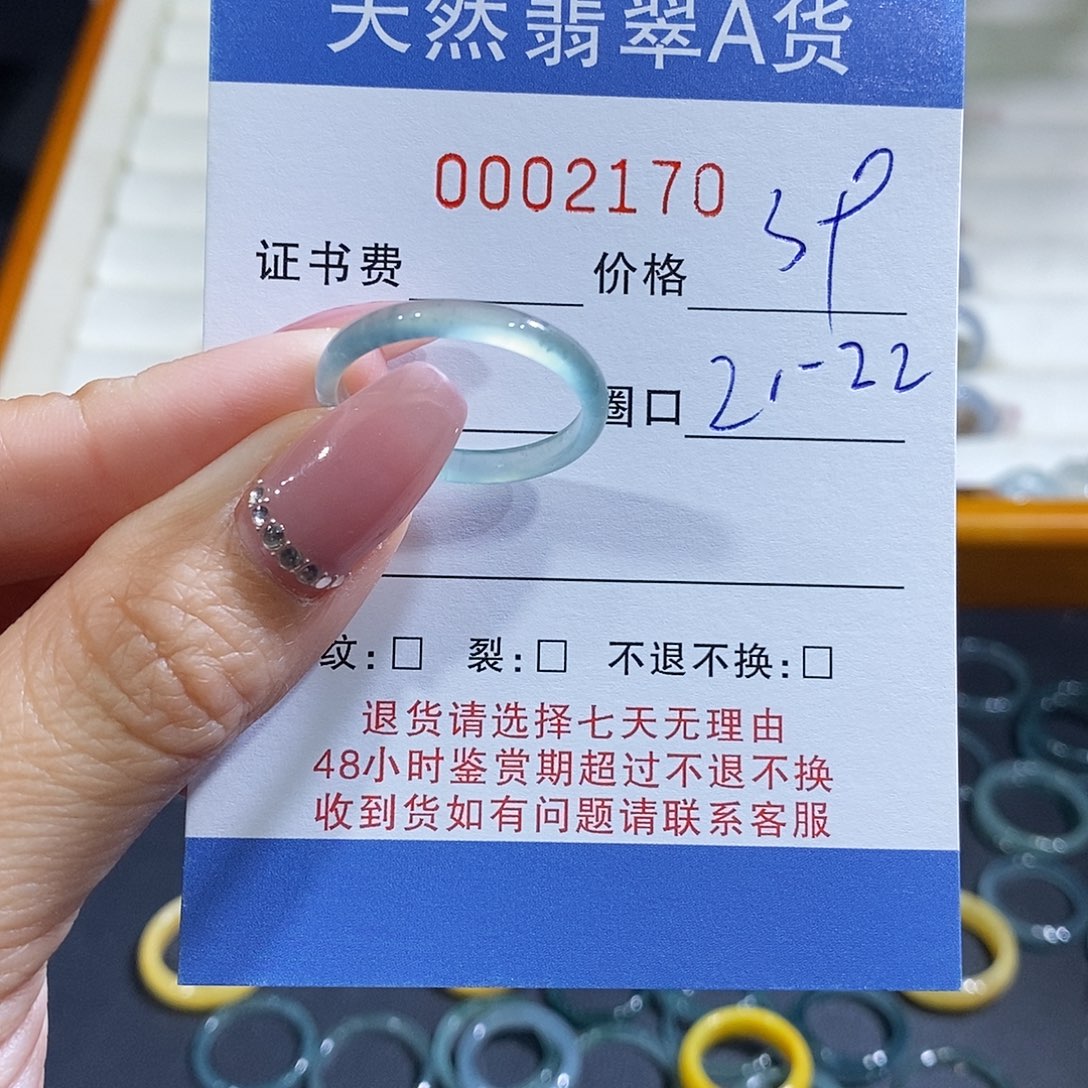 天然翡翠A货
0002170
证书费 价格
圈口 21-22
纹:□ 裂:□ 不退不换:□
退货请选择七天无理由
48小时鉴赏期超过不退不换
收到货如有问题请联系客服